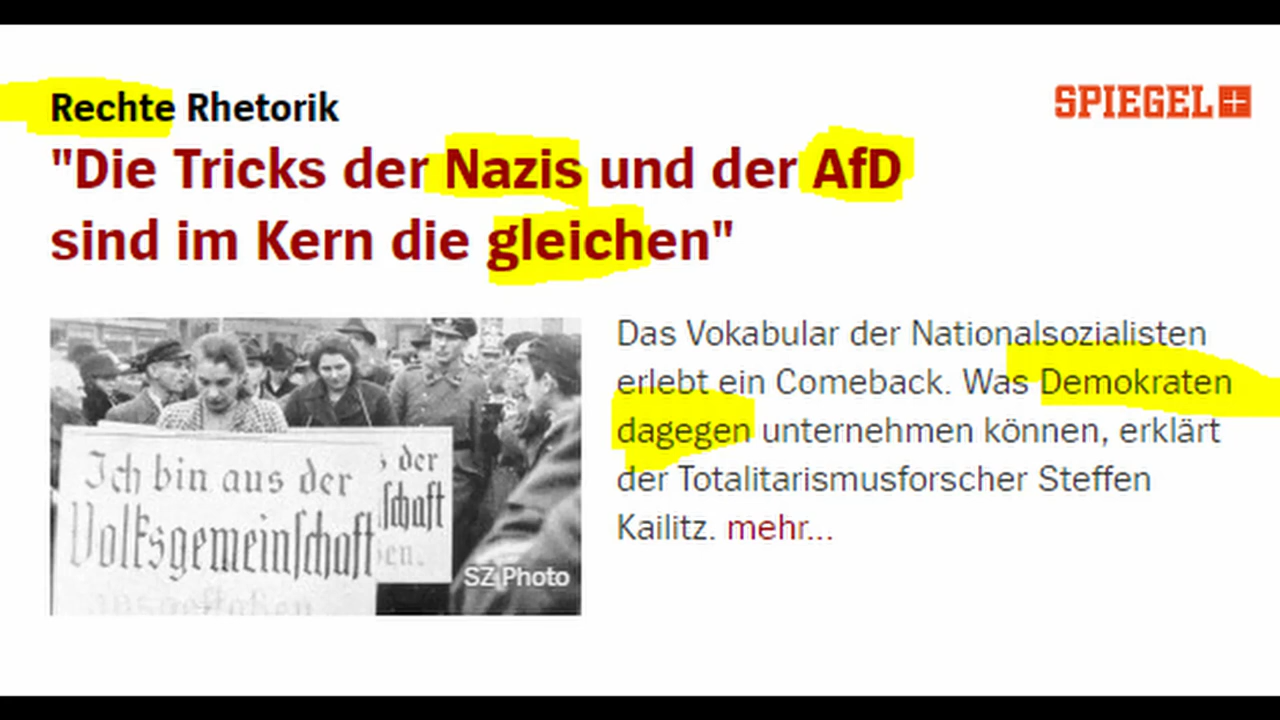 Rechte Rhetorik
SPIEGEL+
"Die Tricks der Nazis und der AfD
sind im Kern die gleichen"
Das Vokabular der Nationalsozialisten
erlebt ein Comeback. Was Demokraten
dagegen unternehmen können, erklärt
der Totalitarismusforscher Steffen
Kailitz. mehr...
Ich bin aus der
Volksgemeinschaft
ausgestoßen
der
schaft
en.
SZ Photo